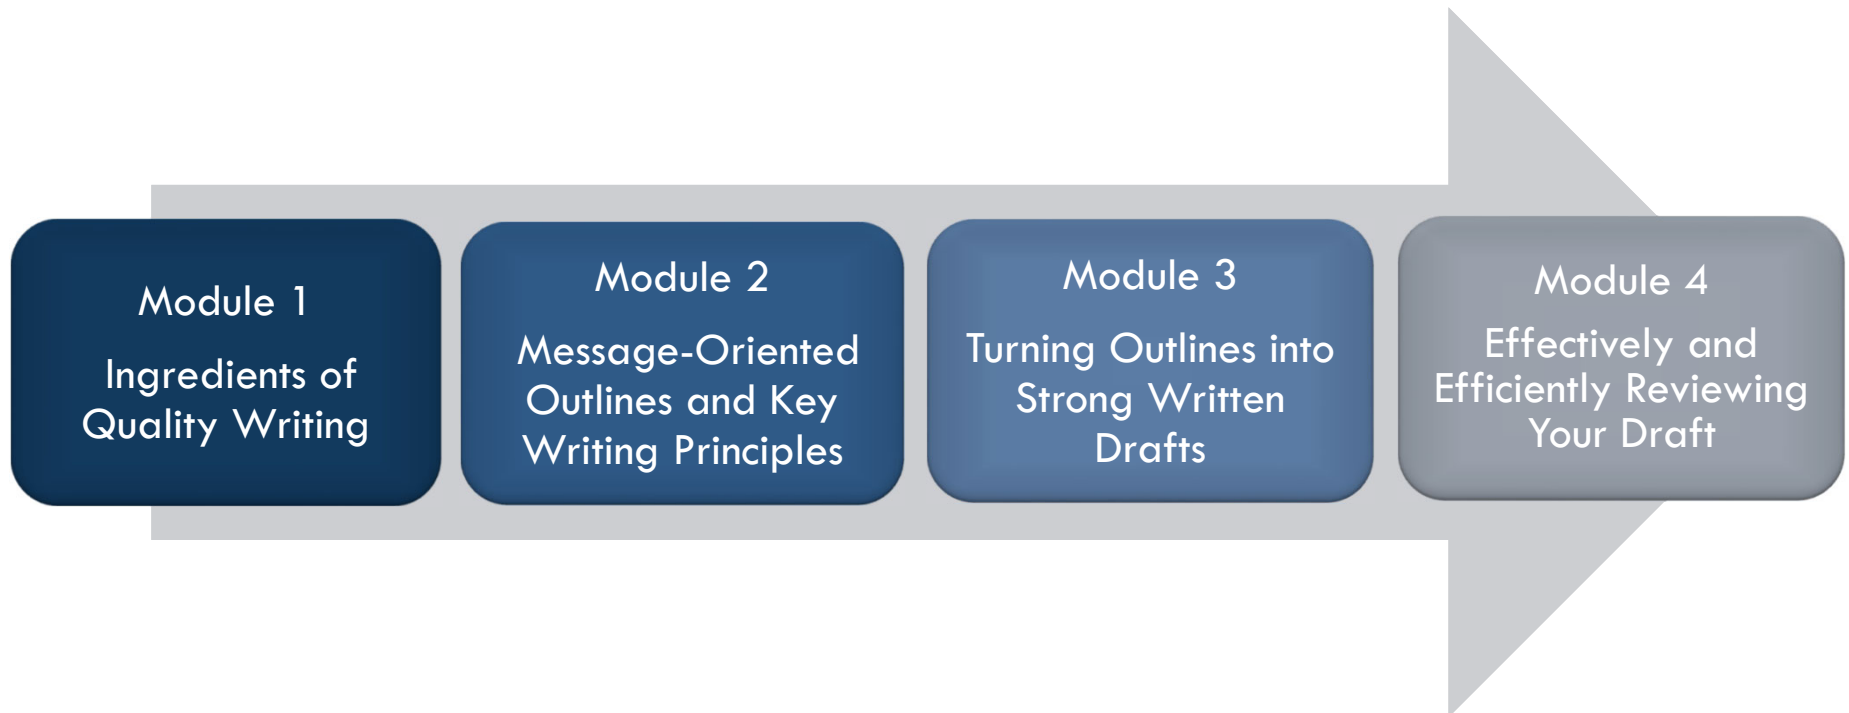 Module 1
Ingredients of
Quality Writing
Module 2
Message-Oriented
Outlines and Key
Writing Principles
Module 3
Turning Outlines into
Strong Written
Drafts
Module 4
Effectively and
Efficiently Reviewing
Your Draft